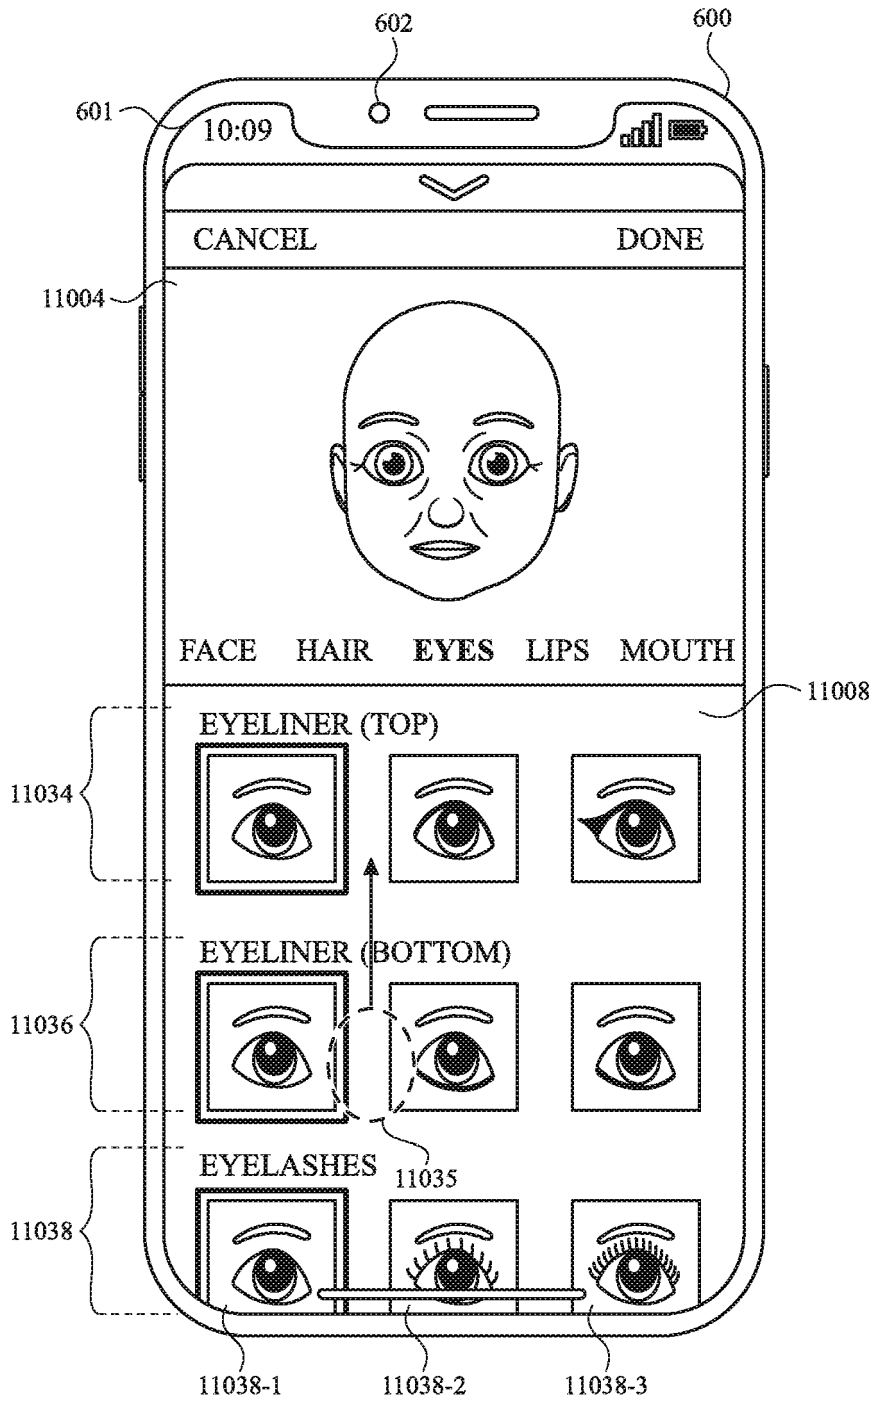 602
600
601
10:09
CANCEL DONE
11004
FACE HAIR EYES LIPS MOUTH
11008
EYELINER (TOP)
11034
EYELINER (BOTTOM)
11036
EYELASHES
11035
11038
11038-1 11038-2 11038-3